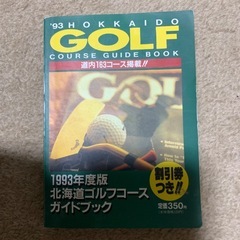 '93 HOKKAIDO
GOLF
COURSE GUIDE BOOK
道内163コース掲載!!
1993年度版
北海道ゴルフコース
ガイドブック
割引券
つき!!
定価350円